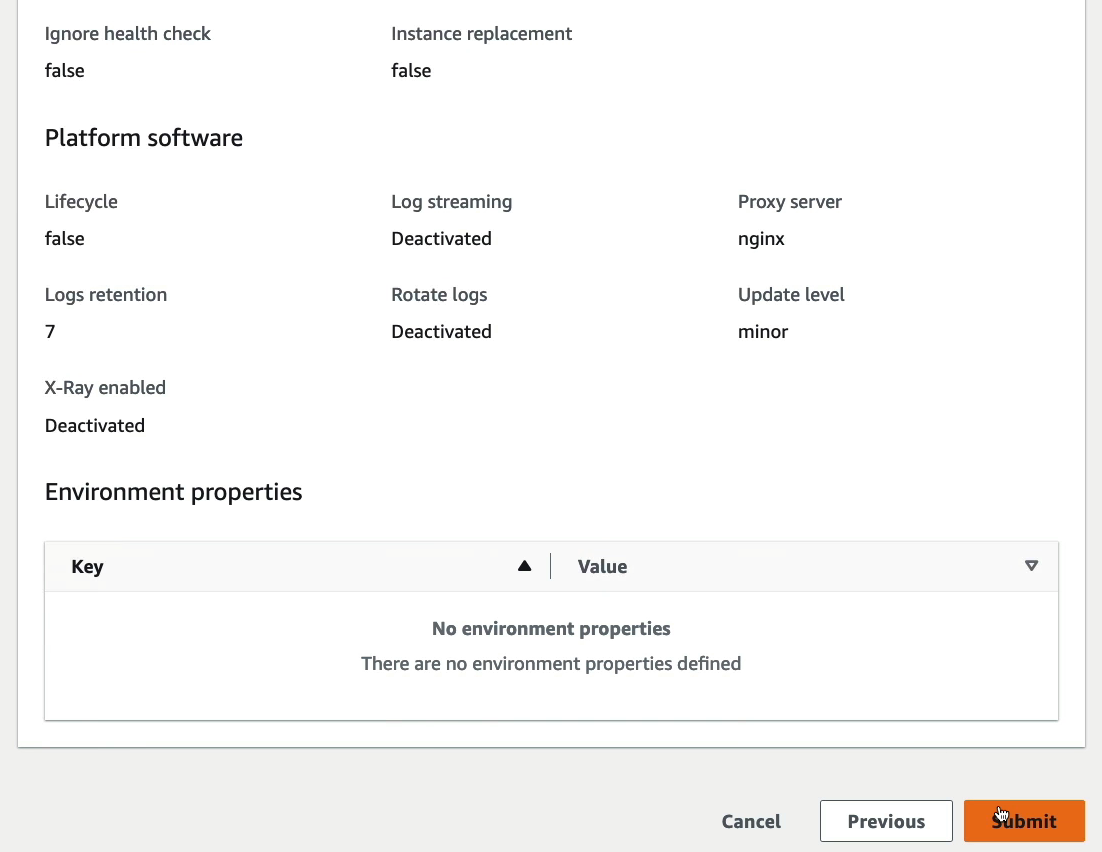 Ignore health check
Instance replacement
false
false
Platform software
Lifecycle
Log streaming
Proxy server
false
Deactivated
nginx
Logs retention
Rotate logs
Update level
7
Deactivated
minor
X-Ray enabled
Deactivated
Environment properties
Key
Value
No environment properties
There are no environment properties defined
Cancel
Previous
Submit